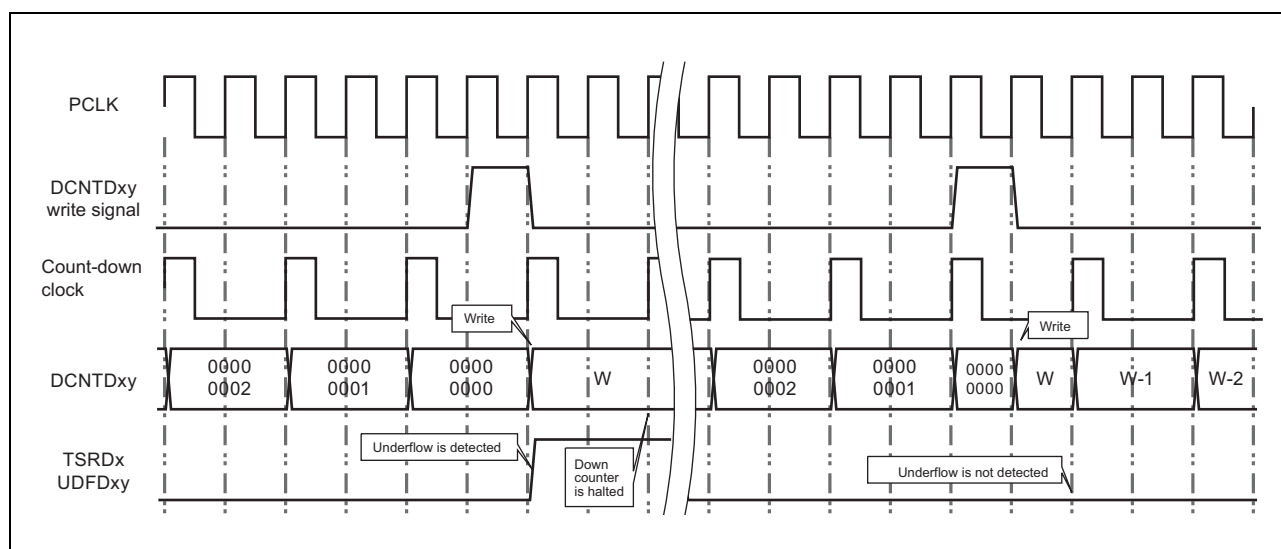 PCLK
DCNTDxy
write signal
Count-down
clock
Write
Write
DCNTDxy
0000
0002
0000
0001
0000
0000
W
0000
0002
0000
0001
0000
0000
W
W-1
W-2
TSRDx
UDFDxy
Underflow is detected
Down
counter
is halted
Underflow is not detected